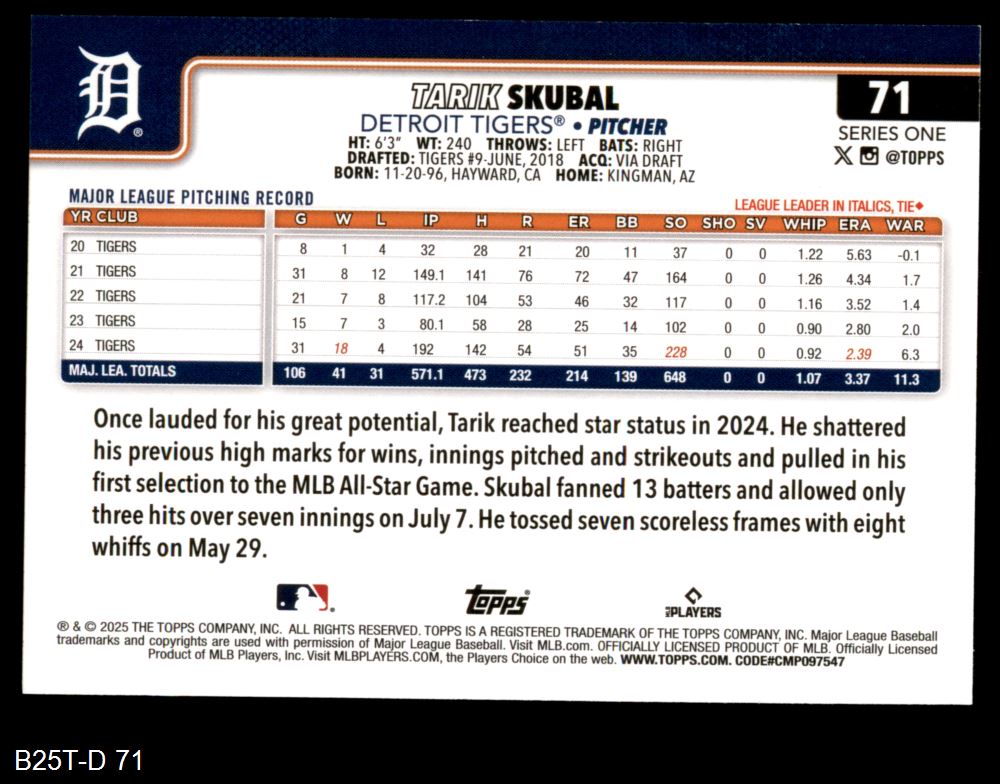 D®
71
TARIK SKUBAL
DETROIT TIGERS® • PITCHER
SERIES ONE
@TOPPS
HT: 6'3" WT: 240 THROWS: LEFT BATS: RIGHT
DRAFTED: TIGERS #9-JUNE, 2018 ACQ: VIA DRAFT
BORN: 11-20-96, HAYWARD, CA HOME: KINGMAN, AZ
MAJOR LEAGUE PITCHING RECORD
LEAGUE LEADER IN ITALICS, TIE◆
YR CLUB G W L IP H R ER BB SO SHO SV WHIP ERA WAR
20 TIGERS 8 1 4 32 28 21 20 11 37 0 0 1.22 5.63 -0.1
21 TIGERS 31 8 12 149.1 141 76 72 47 164 0 0 1.26 4.34 1.7
22 TIGERS 21 7 8 117.2 104 53 46 32 117 0 0 1.16 3.52 1.4
23 TIGERS 15 7 3 80.1 58 28 25 14 102 0 0 0.90 2.80 2.0
24 TIGERS 31 18 4 192 142 54 51 35 228 0 0 0.92 2.39 6.3
MAJ. LEA. TOTALS 106 41 31 571.1 473 232 214 139 648 0 0 1.07 3.37 11.3
Once lauded for his great potential, Tarik reached star status in 2024. He shattered
his previous high marks for wins, innings pitched and strikeouts and pulled in his
first selection to the MLB All-Star Game. Skubal fanned 13 batters and allowed only
three hits over seven innings on July 7. He tossed seven scoreless frames with eight
whiffs on May 29.
Topps®
MLB PLAYERS
® & © 2025 THE TOPPS COMPANY, INC. ALL RIGHTS RESERVED. TOPPS IS A REGISTERED TRADEMARK OF THE TOPPS COMPANY, INC. Major League Baseball
trademarks and copyrights are used with permission of Major League Baseball. Visit MLB.com. OFFICIALLY LICENSED PRODUCT OF MLB. Officially Licensed
Product of MLB Players, Inc. Visit MLBPLAYERS.COM, the Players Choice on the web. WWW.TOPPS.COM. CODE#CMP097547
B25T-D 71